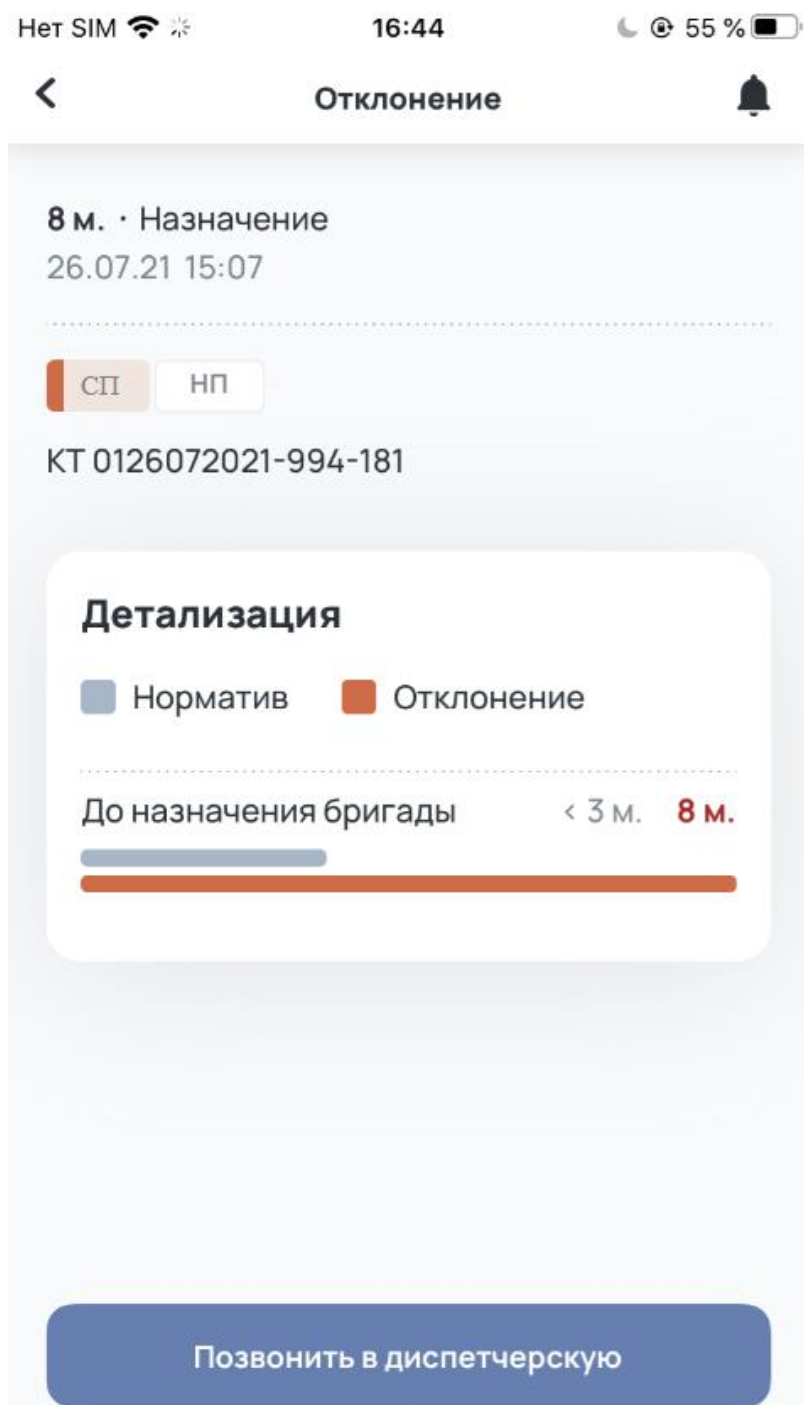 Нет SIM 16:44 55 %
Отклонение
8 м. · Назначение
26.07.21 15:07
СП НП
КТ 0126072021-994-181
Детализация
Норматив Отклонение
До назначения бригады < 3 м. 8 м.
Позвонить в диспетчерскую